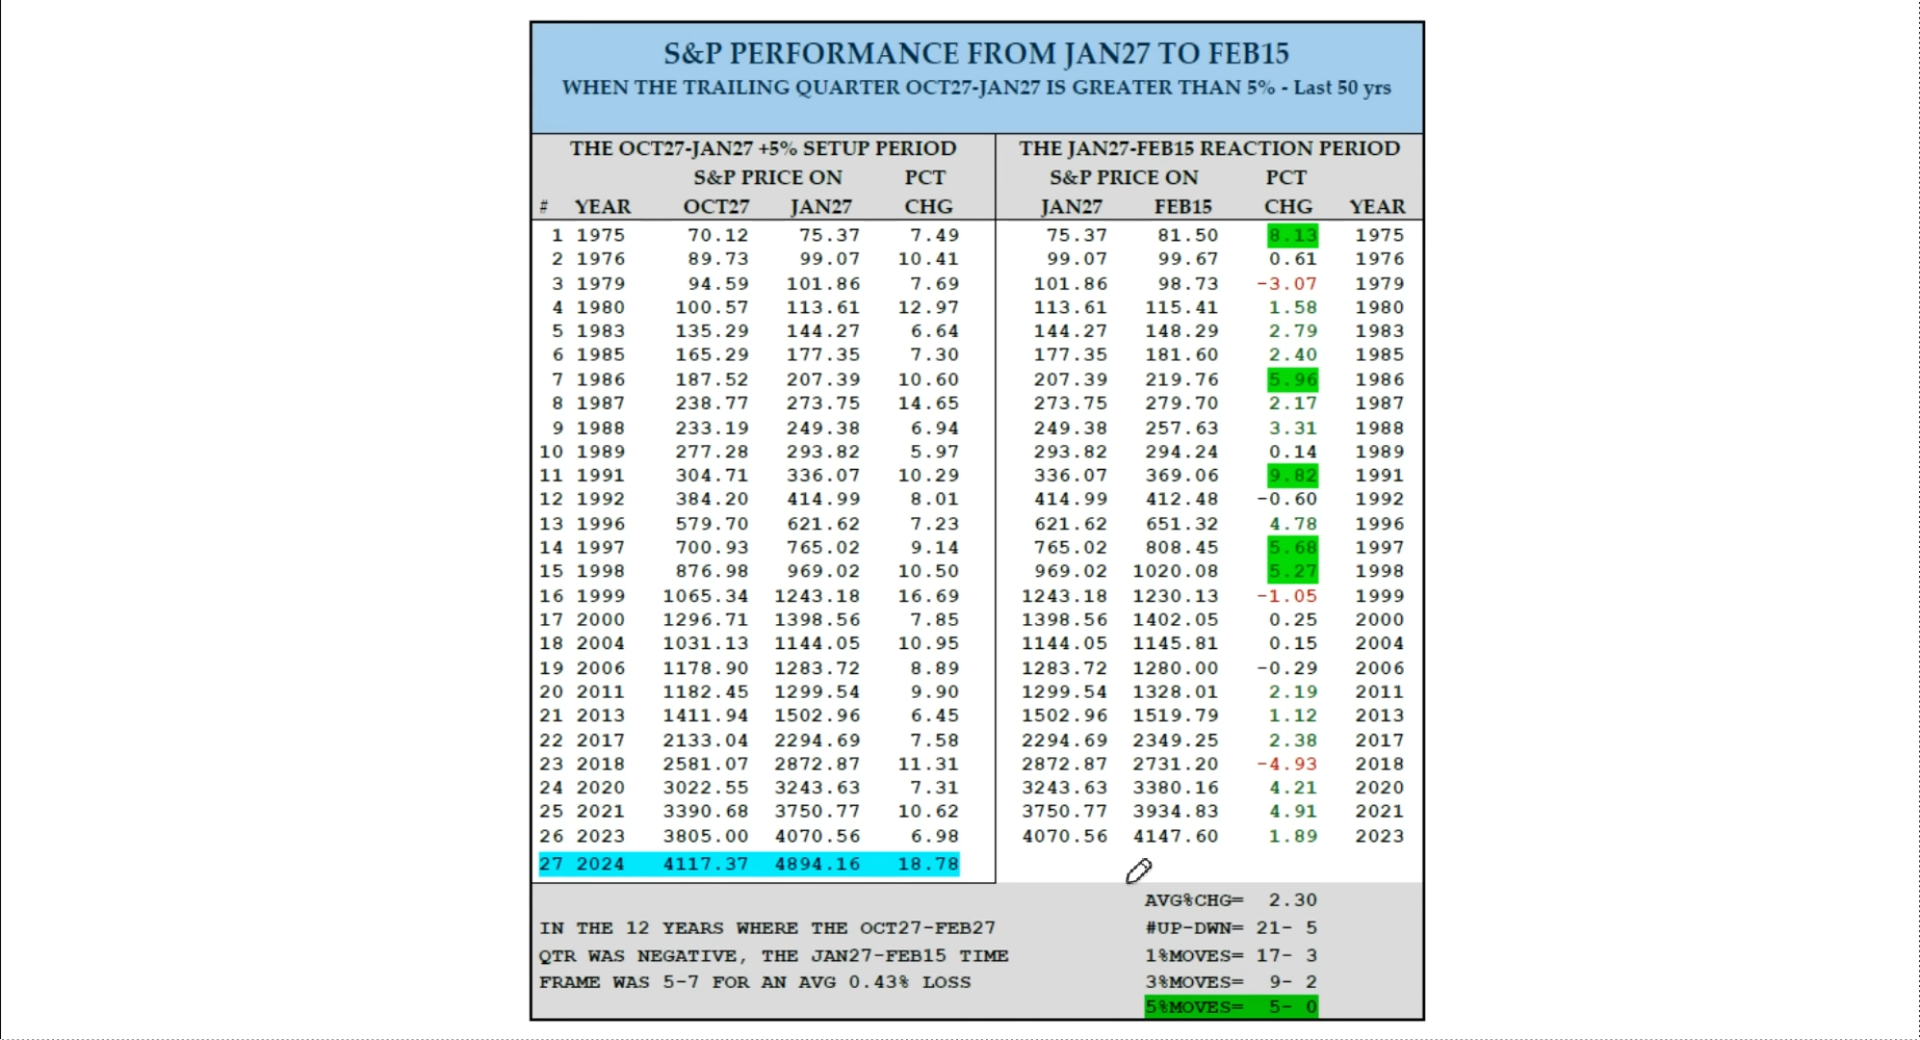 S&P PERFORMANCE FROM JAN27 TO FEB15
WHEN THE TRAILING QUARTER OCT27-JAN27 IS GREATER THAN 5% - Last 50 yrs
THE OCT27-JAN27 +5% SETUP PERIOD THE JAN27-FEB15 REACTION PERIOD
S&P PRICE ON PCT S&P PRICE ON PCT
# YEAR OCT27 JAN27 CHG JAN27 FEB15 CHG YEAR
1 1975 70.12 75.37 7.49 75.37 81.50 8.13 1975
2 1976 89.73 99.07 10.41 99.07 99.67 0.61 1976
3 1979 94.59 101.86 7.69 101.86 98.73 -3.07 1979
4 1980 100.57 113.61 12.97 113.61 115.41 1.58 1980
5 1983 135.29 144.27 6.64 144.27 148.29 2.79 1983
6 1985 165.29 177.35 7.30 177.35 181.60 2.40 1985
7 1986 187.52 207.39 10.60 207.39 219.76 5.96 1986
8 1987 238.77 273.75 14.65 273.75 279.70 2.17 1987
9 1988 233.19 249.38 6.94 249.38 257.63 3.31 1988
10 1989 277.28 293.82 5.97 293.82 294.24 0.14 1989
11 1991 304.71 336.07 10.29 336.07 369.06 9.82 1991
12 1992 384.20 414.99 8.01 414.99 412.48 -0.60 1992
13 1996 579.70 621.62 7.23 621.62 651.32 4.78 1996
14 1997 700.93 765.02 9.14 765.02 808.45 5.68 1997
15 1998 876.98 969.02 10.50 969.02 1020.08 5.27 1998
16 1999 1065.34 1243.18 16.69 1243.18 1230.13 -1.05 1999
17 2000 1296.71 1398.56 7.85 1398.56 1402.05 0.25 2000
18 2004 1031.13 1144.05 10.95 1144.05 1145.81 0.15 2004
19 2006 1178.90 1283.72 8.89 1283.72 1280.00 -0.29 2006
20 2011 1182.45 1299.54 9.90 1299.54 1328.01 2.19 2011
21 2013 1411.94 1502.96 6.45 1502.96 1519.79 1.12 2013
22 2017 2133.04 2294.69 7.58 2294.69 2349.25 2.38 2017
23 2018 2581.07 2872.87 11.31 2872.87 2731.20 -4.93 2018
24 2020 3022.55 3243.63 7.31 3243.63 3380.16 4.21 2020
25 2021 3390.68 3750.77 10.62 3750.77 3934.83 4.91 2021
26 2023 3805.00 4070.56 6.98 4070.56 4147.60 1.89 2023
27 2024 4117.37 4894.16 18.78
AVG%CHG= 2.30
IN THE 12 YEARS WHERE THE OCT27-FEB27 #UP-DWN= 21- 5
QTR WAS NEGATIVE, THE JAN27-FEB15 TIME 1%MOVES= 17- 3
FRAME WAS 5-7 FOR AN AVG 0.43% LOSS 3%MOVES= 9- 2
5%MOVES= 5- 0